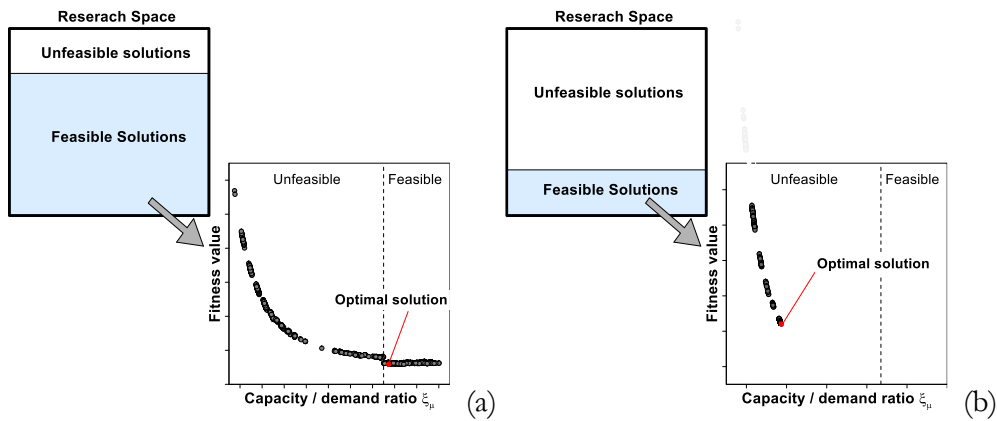 Reserach Space
Unfeasible solutions
Feasible Solutions
Unfeasible
Feasible
Fitness value
Optimal solution
Capacity / demand ratio ξμ
(a)
Reserach Space
Unfeasible solutions
Feasible Solutions
Unfeasible
Feasible
Fitness value
Optimal solution
Capacity / demand ratio ξμ
(b)